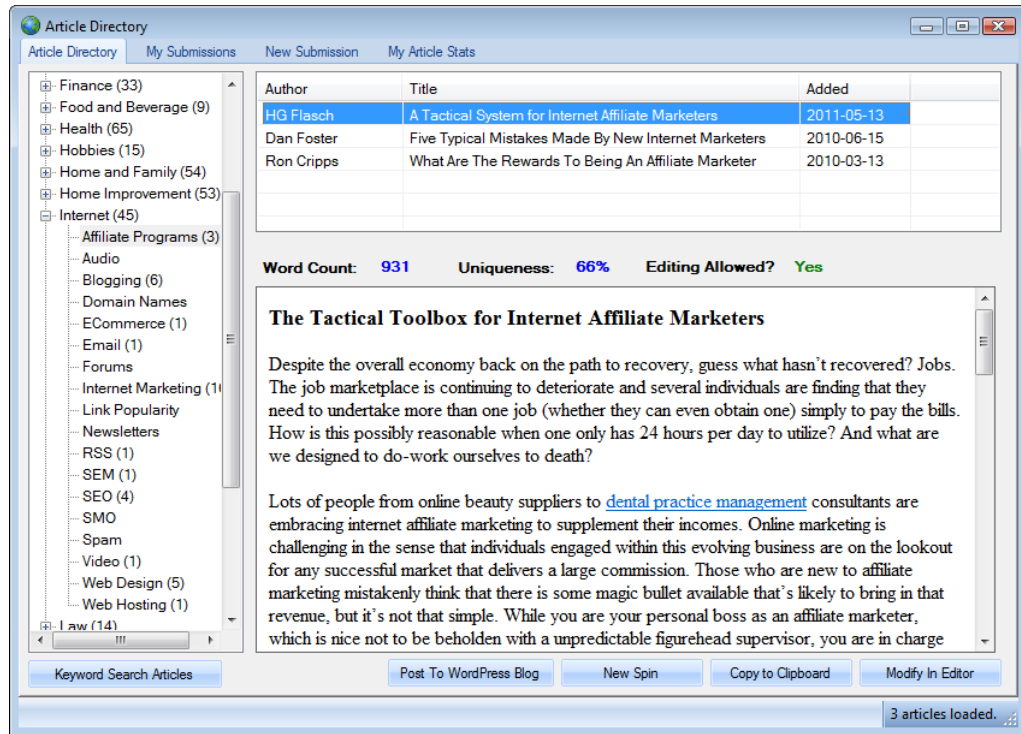 Article Directory
Article Directory My Submissions New Submission My Article Stats
Finance (33)
Food and Beverage (9)
Health (65)
Hobbies (15)
Home and Family (54)
Home Improvement (53)
Internet (45)
Affiliate Programs (3)
Audio
Blogging (6)
Domain Names
ECommerce (1)
Email (1)
Forums
Internet Marketing (1
Link Popularity
Newsletters
RSS (1)
SEM (1)
SEO (4)
SMO
Spam
Video (1)
Web Design (5)
Web Hosting (1)
Law (14)
Keyword Search Articles
Author Title Added
HG Flasch A Tactical System for Internet Affiliate Marketers 2011-05-13
Dan Foster Five Typical Mistakes Made By New Internet Marketers 2010-06-15
Ron Cripps What Are The Rewards To Being An Affiliate Marketer 2010-03-13
Word Count: 931 Uniqueness: 66% Editing Allowed? Yes
The Tactical Toolbox for Internet Affiliate Marketers
Despite the overall economy back on the path to recovery, guess what hasn't recovered? Jobs.
The job marketplace is continuing to deteriorate and several individuals are finding that they
need to undertake more than one job (whether they can even obtain one) simply to pay the bills.
How is this possibly reasonable when one only has 24 hours per day to utilize? And what are
we designed to do-work ourselves to death?
Lots of people from online beauty suppliers to dental practice management consultants are
embracing internet affiliate marketing to supplement their incomes. Online marketing is
challenging in the sense that individuals engaged within this evolving business are on the lookout
for any successful market that delivers a large commission. Those who are new to affiliate
marketing mistakenly think that there is some magic bullet available that's likely to bring in that
revenue, but it's not that simple. While you are your personal boss as an affiliate marketer,
which is nice not to be beholden with a unpredictable figurehead supervisor, you are in charge
Post To WordPress Blog New Spin Copy to Clipboard Modify In Editor
3 articles loaded.